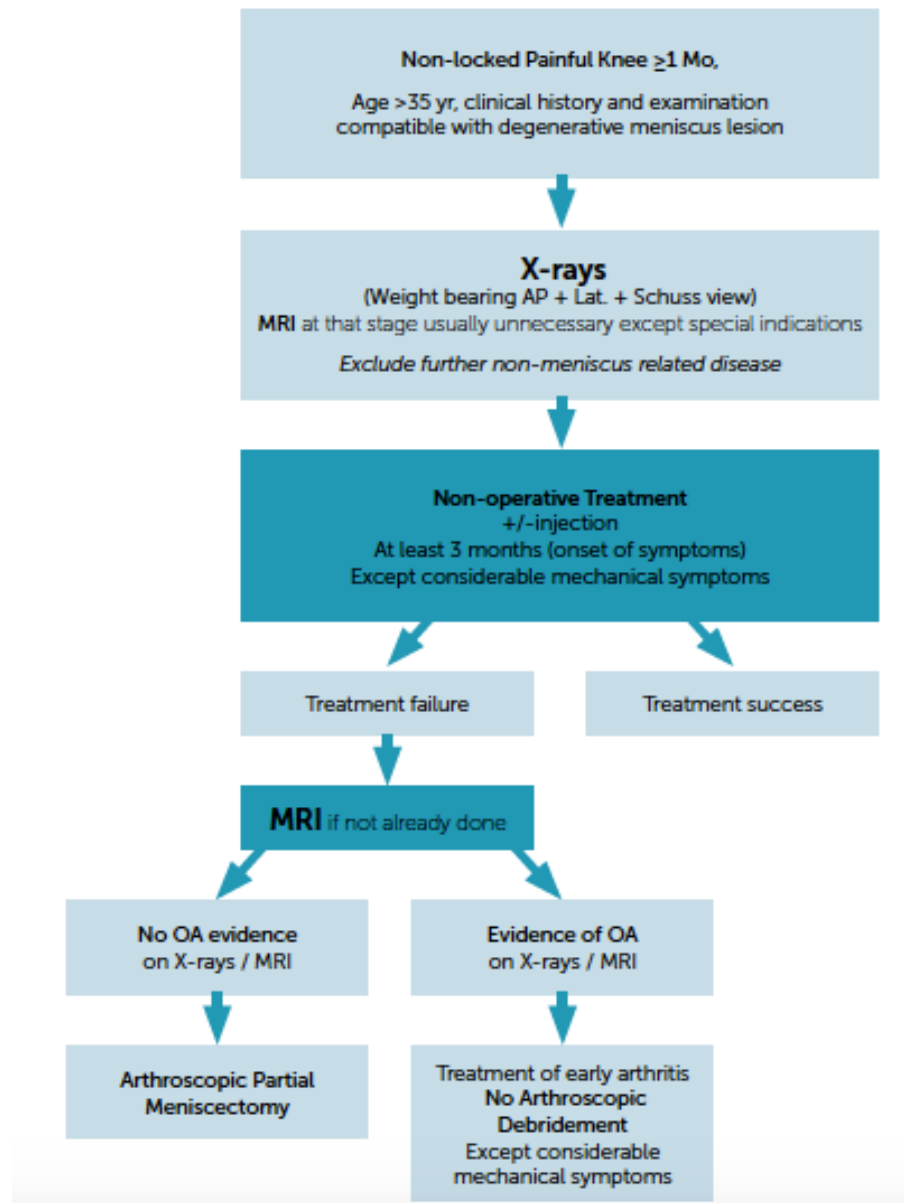 Non-locked Painful Knee ≥1 Mo,
Age >35 yr, clinical history and examination
compatible with degenerative meniscus lesion
X-rays
(Weight bearing AP + Lat. + Schuss view)
MRI at that stage usually unnecessary except special indications
Exclude further non-meniscus related disease
Non-operative Treatment
+/-injection
At least 3 months (onset of symptoms)
Except considerable mechanical symptoms
Treatment failure
Treatment success
MRI if not already done
No OA evidence
on X-rays / MRI
Evidence of OA
on X-rays / MRI
Arthroscopic Partial
Meniscectomy
Treatment of early arthritis
No Arthroscopic
Debridement
Except considerable
mechanical symptoms